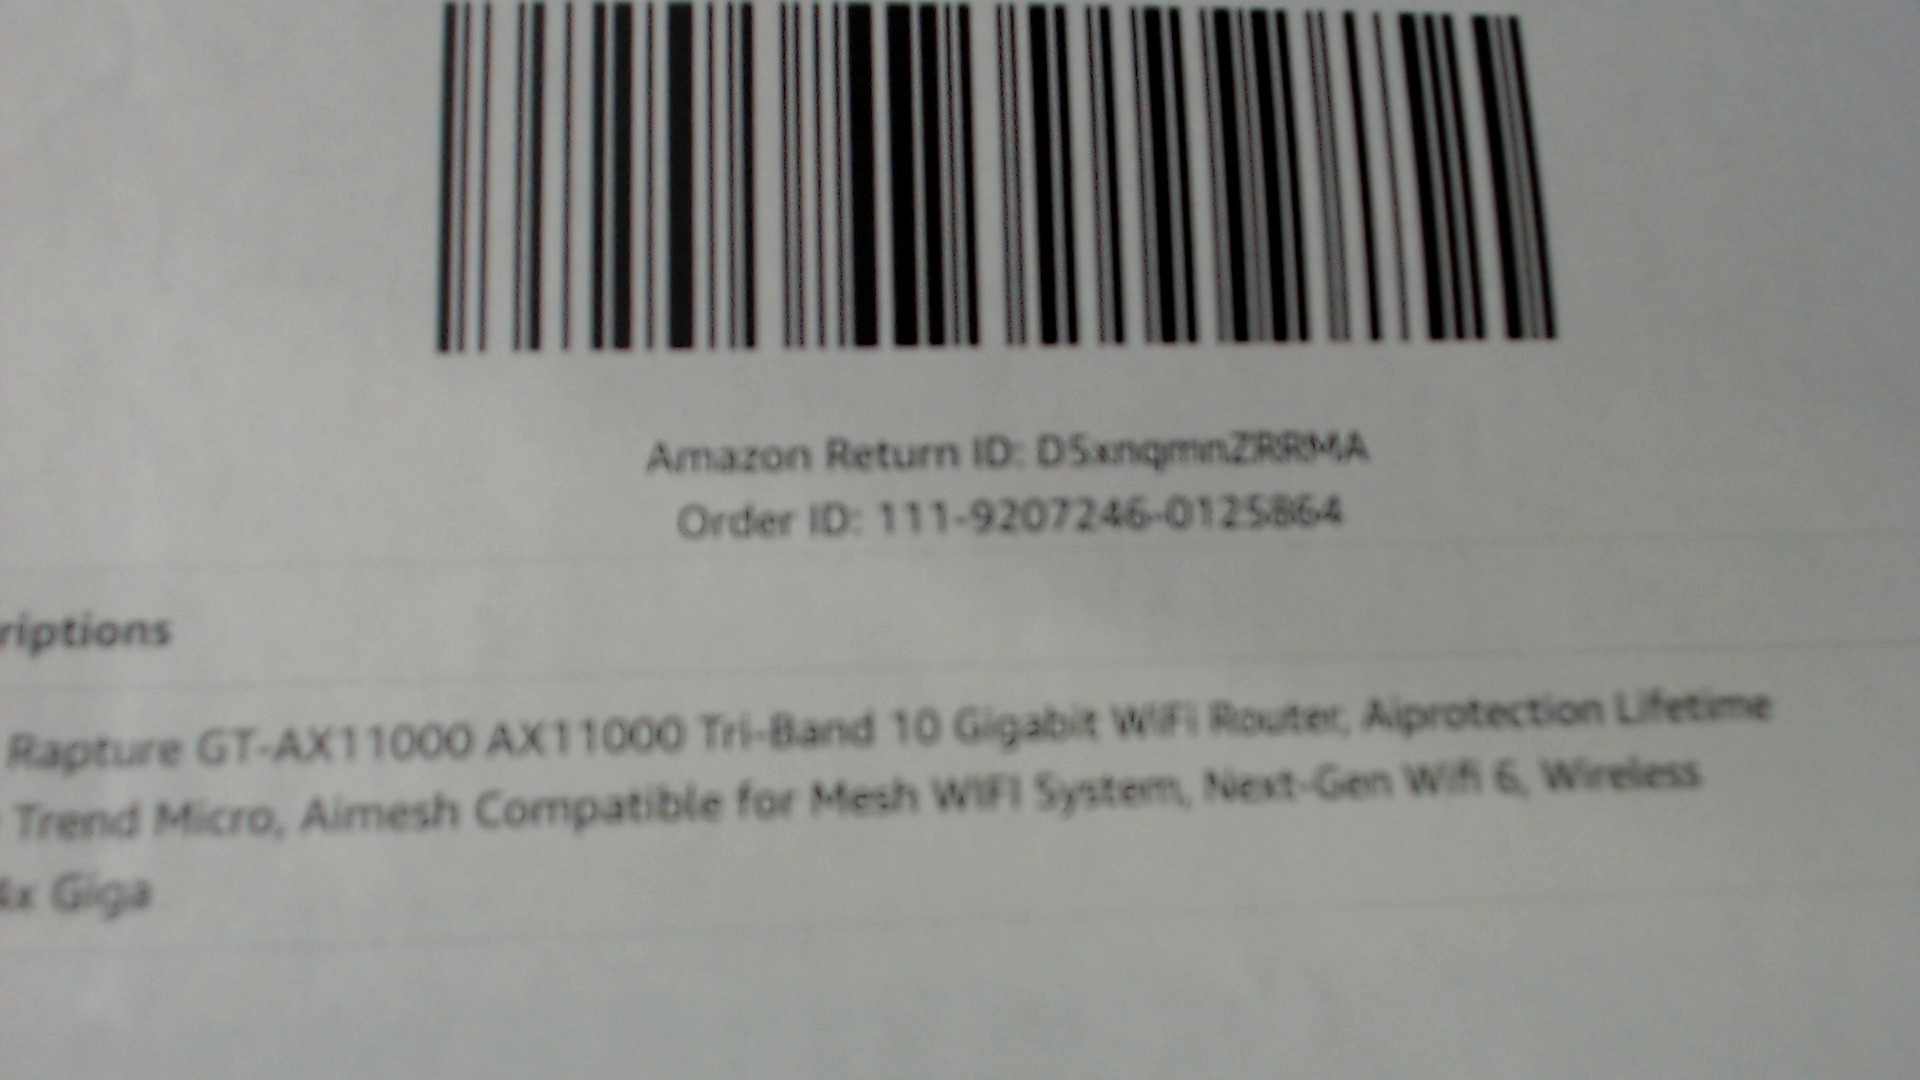 Amazon Return ID: D5xnqmnZRRMA
Order ID: 111-9207246-0125864
riptions
Rapture GT-AX11000 AX11000 Tri-Band 10 Gigabit WiFi Router, Aiprotection Lifetime
Trend Micro, Aimesh Compatible for Mesh WIFI System, Next-Gen Wifi 6, Wireless
4x Giga